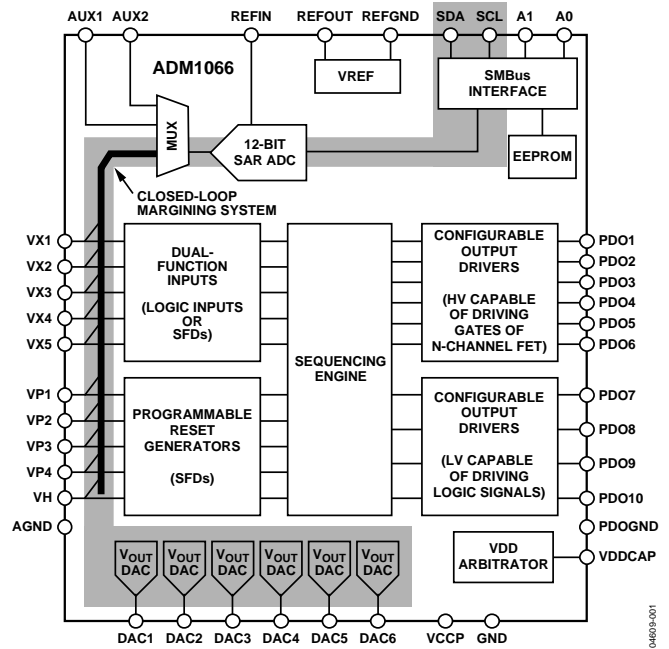 AUX1 AUX2 REFIN REFOUT REFGND SDA SCL A1 A0
ADM1066
VREF
SMBus
INTERFACE
MUX
12-BIT
SAR ADC
EEPROM
CLOSED-LOOP
MARGINING SYSTEM
VX1
VX2
VX3
VX4
VX5
DUAL-
FUNCTION
INPUTS
(LOGIC INPUTS
OR
SFDs)
SEQUENCING
ENGINE
CONFIGURABLE
OUTPUT
DRIVERS
(HV CAPABLE
OF DRIVING
GATES OF
N-CHANNEL FET)
PDO1
PDO2
PDO3
PDO4
PDO5
PDO6
VP1
VP2
VP3
VP4
VH
AGND
PROGRAMMABLE
RESET
GENERATORS
(SFDs)
CONFIGURABLE
OUTPUT
DRIVERS
(LV CAPABLE
OF DRIVING
LOGIC SIGNALS)
PDO7
PDO8
PDO9
PDO10
PDOGND
VDDCAP
VDD
ARBITRATOR
VOUT
DAC
VOUT
DAC
VOUT
DAC
VOUT
DAC
VOUT
DAC
VOUT
DAC
DAC1 DAC2 DAC3 DAC4 DAC5 DAC6 VCCP GND
04609-001